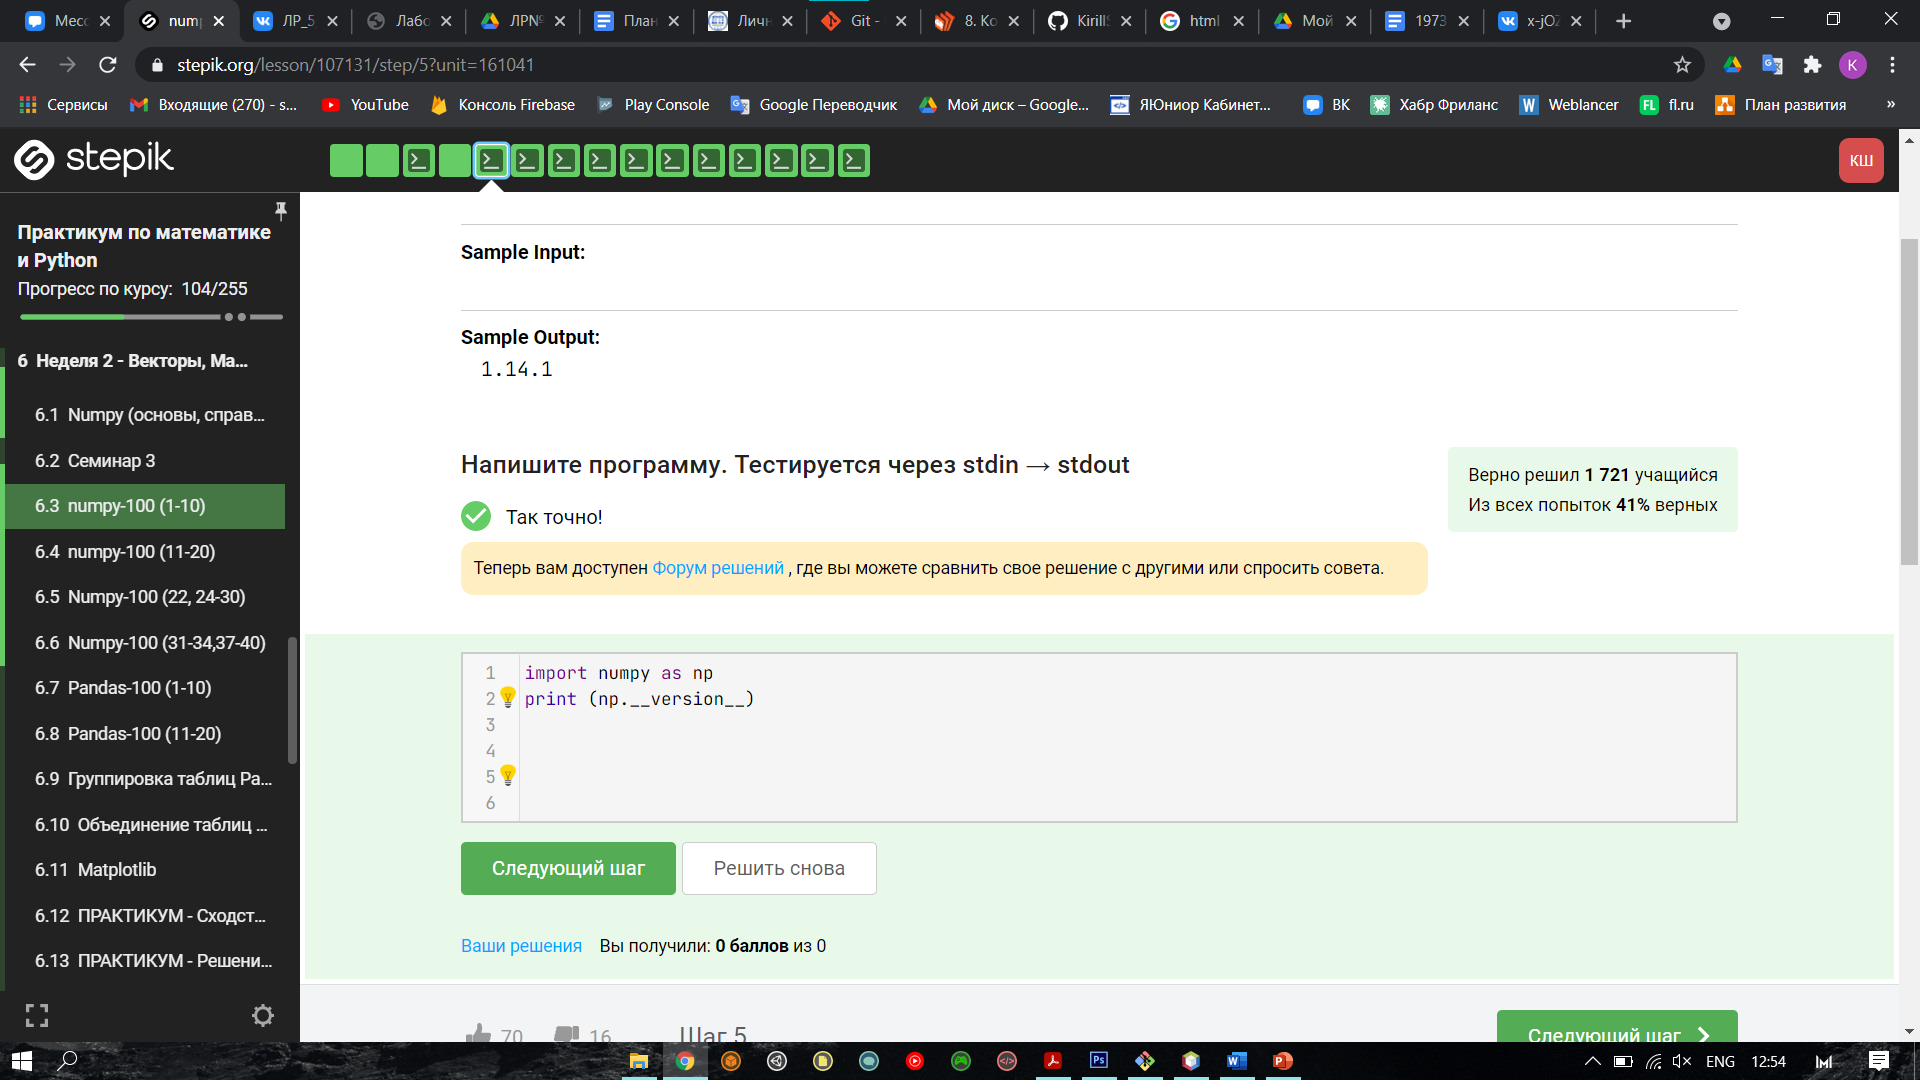 Месс
num
ЛР_5
Лабо
ЛР№
План
Личн
Git -
8. Ко
KirillS
html
Мой
1973
x-jOZ
stepik.org/lesson/107131/step/5?unit=161041
K
Сервисы
Входящие (270) - s...
YouTube
Консоль Firebase
Play Console
Google Переводчик
Мой диск – Google...
ЯЮниор Кабинет...
ВК
Хабр Фриланс
Weblancer
fl.ru
План развития
»
stepik
КШ
Практикум по математике
и Python
Прогресс по курсу: 104/255
6 Неделя 2 - Векторы, Ма...
6.1 Numpy (основы, справ...
6.2 Семинар 3
6.3 numpy-100 (1-10)
6.4 numpy-100 (11-20)
6.5 Numpy-100 (22, 24-30)
6.6 Numpy-100 (31-34,37-40)
6.7 Pandas-100 (1-10)
6.8 Pandas-100 (11-20)
6.9 Группировка таблиц Pa...
6.10 Объединение таблиц ...
6.11 Matplotlib
6.12 ПРАКТИКУМ - Сходст...
6.13 ПРАКТИКУМ - Решени...
Sample Input:
Sample Output:
1.14.1
Напишите программу. Тестируется через stdin → stdout
Верно решил 1 721 учащийся
Из всех попыток 41% верных
Так точно!
Теперь вам доступен Форум решений , где вы можете сравнить свое решение с другими или спросить совета.
1 import numpy as np
2 print (np.__version__)
3
4
5
6
Следующий шаг
Решить снова
Ваши решения Вы получили: 0 баллов из 0
70 16 Шаг 5
Следующий шаг
ENG 12:54